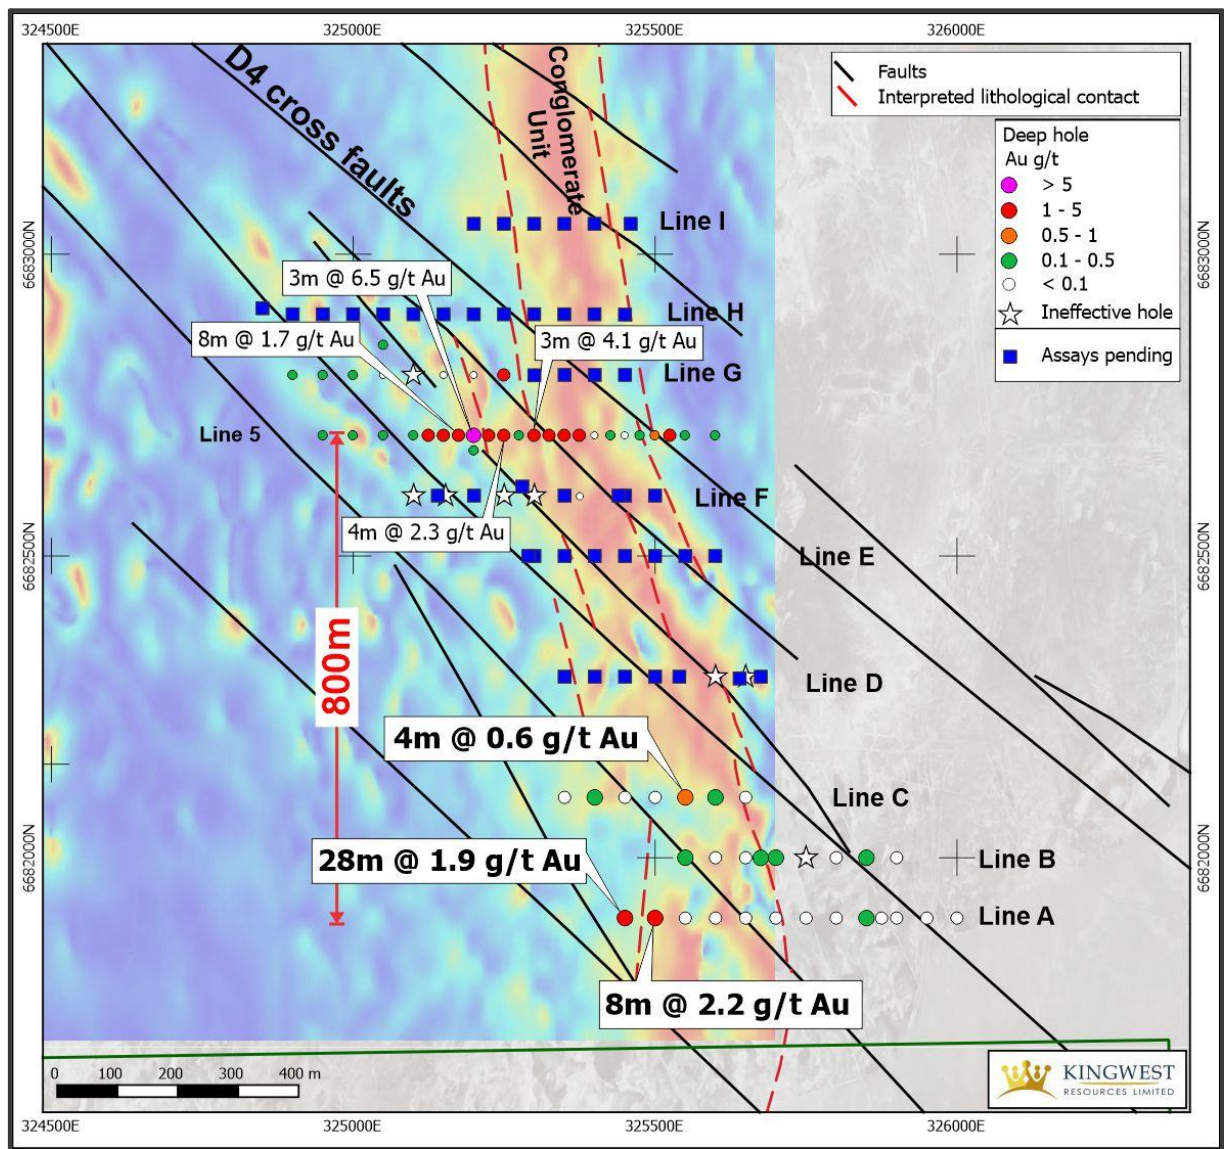 324500E
325000E
325500E
326000E
D4 cross faults
Conglomerate
Unit
Faults
Interpreted lithological contact
Deep hole
Au g/t
> 5
1 - 5
0.5 - 1
0.1 - 0.5
< 0.1
Ineffective hole
Assays pending
6683000N
6683000N
Line I
3m @ 6.5 g/t Au
Line H
8m @ 1.7 g/t Au
3m @ 4.1 g/t Au
Line G
Line 5
Line F
4m @ 2.3 g/t Au
6682500N
6682500N
Line E
800m
Line D
4m @ 0.6 g/t Au
Line C
28m @ 1.9 g/t Au
6682000N
6682000N
Line B
Line A
8m @ 2.2 g/t Au
0 100 200 300 400 m
KINGWEST
RESOURCES LIMITED
324500E
325000E
325500E
326000E